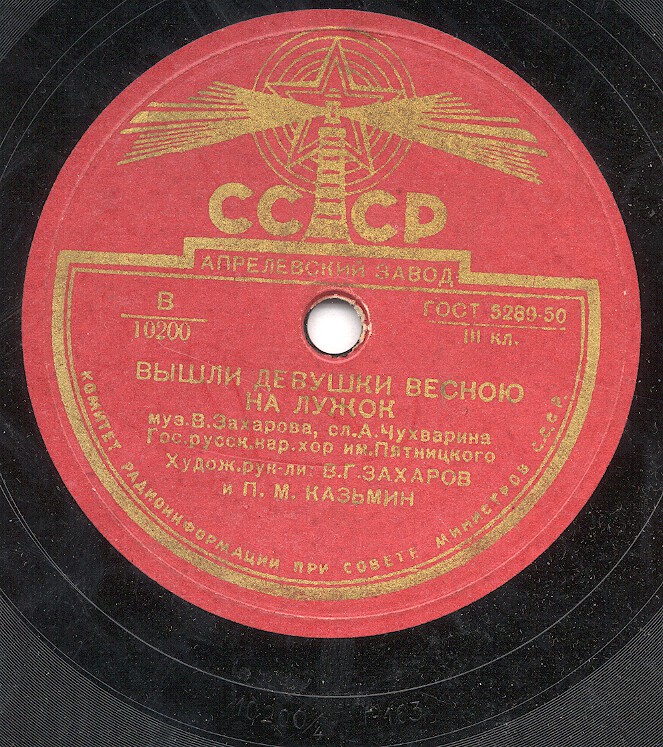 СССР
АПРЕЛЕВСКИЙ ЗАВОД
В
10200
ГОСТ 5289-50
III кл.
ВЫШЛИ ДЕВУШКИ ВЕСНОЮ
НА ЛУЖОК
муз.В.Захарова, сл.А.Чухварина
Гос.русск.нар.хор им.Пятницкого
Худож.рук-ли: В.Г.ЗАХАРОВ
и П. М. КАЗЬМИН
КОМИТЕТ РАДИОИНФОРМАЦИИ ПРИ СОВЕТЕ МИНИСТРОВ С.С.С.Р.
10200/